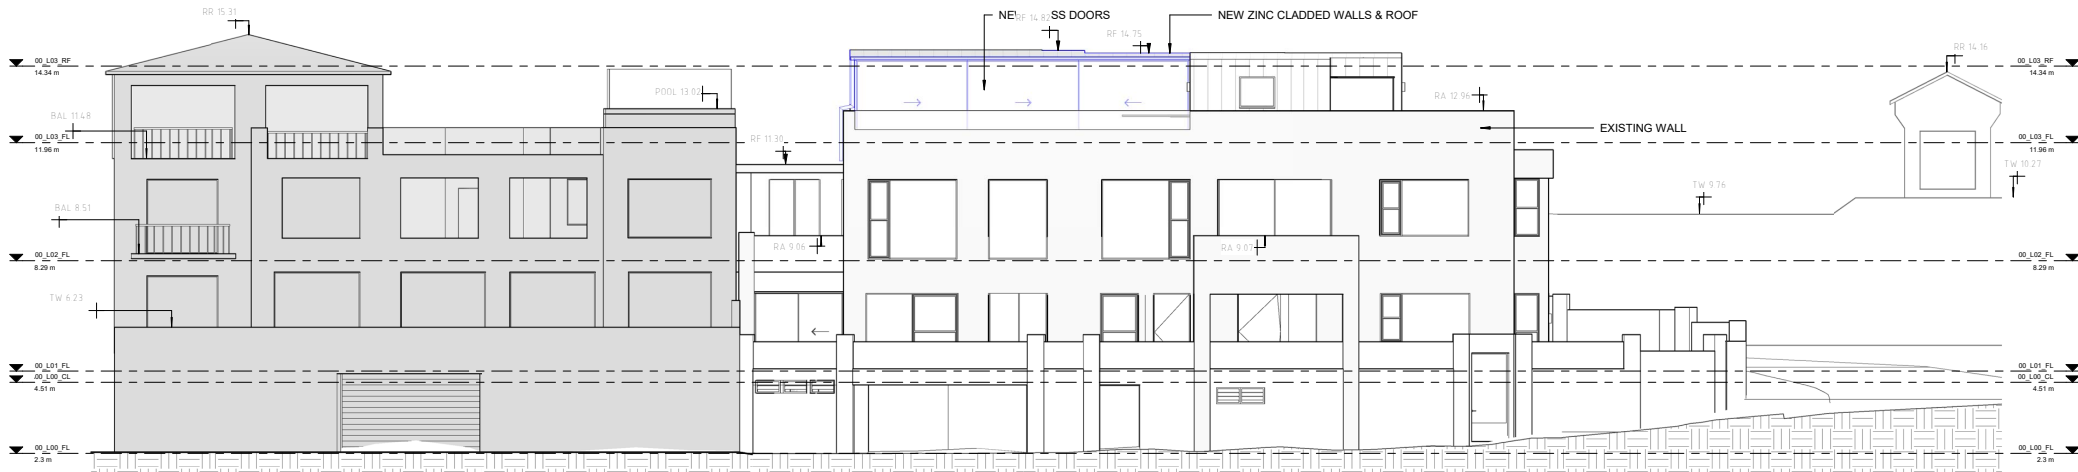 RR 15.31
RF 14.82
NE SS DOORS
NEW ZINC CLADDED WALLS & ROOF
RF 14.75
RR 14.16
00_L03_RF
14.34 m
00_L03_RF
14.34 m
POOL 13.02
RA 12.96
BAL 11.48
EXISTING WALL
00_L03_FL
11.96 m
RF 11.30
00_L03_FL
11.96 m
TW 10.27
TW 9.76
BAL 8.51
RA 9.06
RA 9.07
00_L02_FL
8.29 m
00_L02_FL
8.29 m
TW 6.23
00_L01_FL
00_L00_CL
4.51 m
00_L01_FL
00_L00_CL
4.51 m
00_L00_FL
2.3 m
00_L00_FL
2.3 m